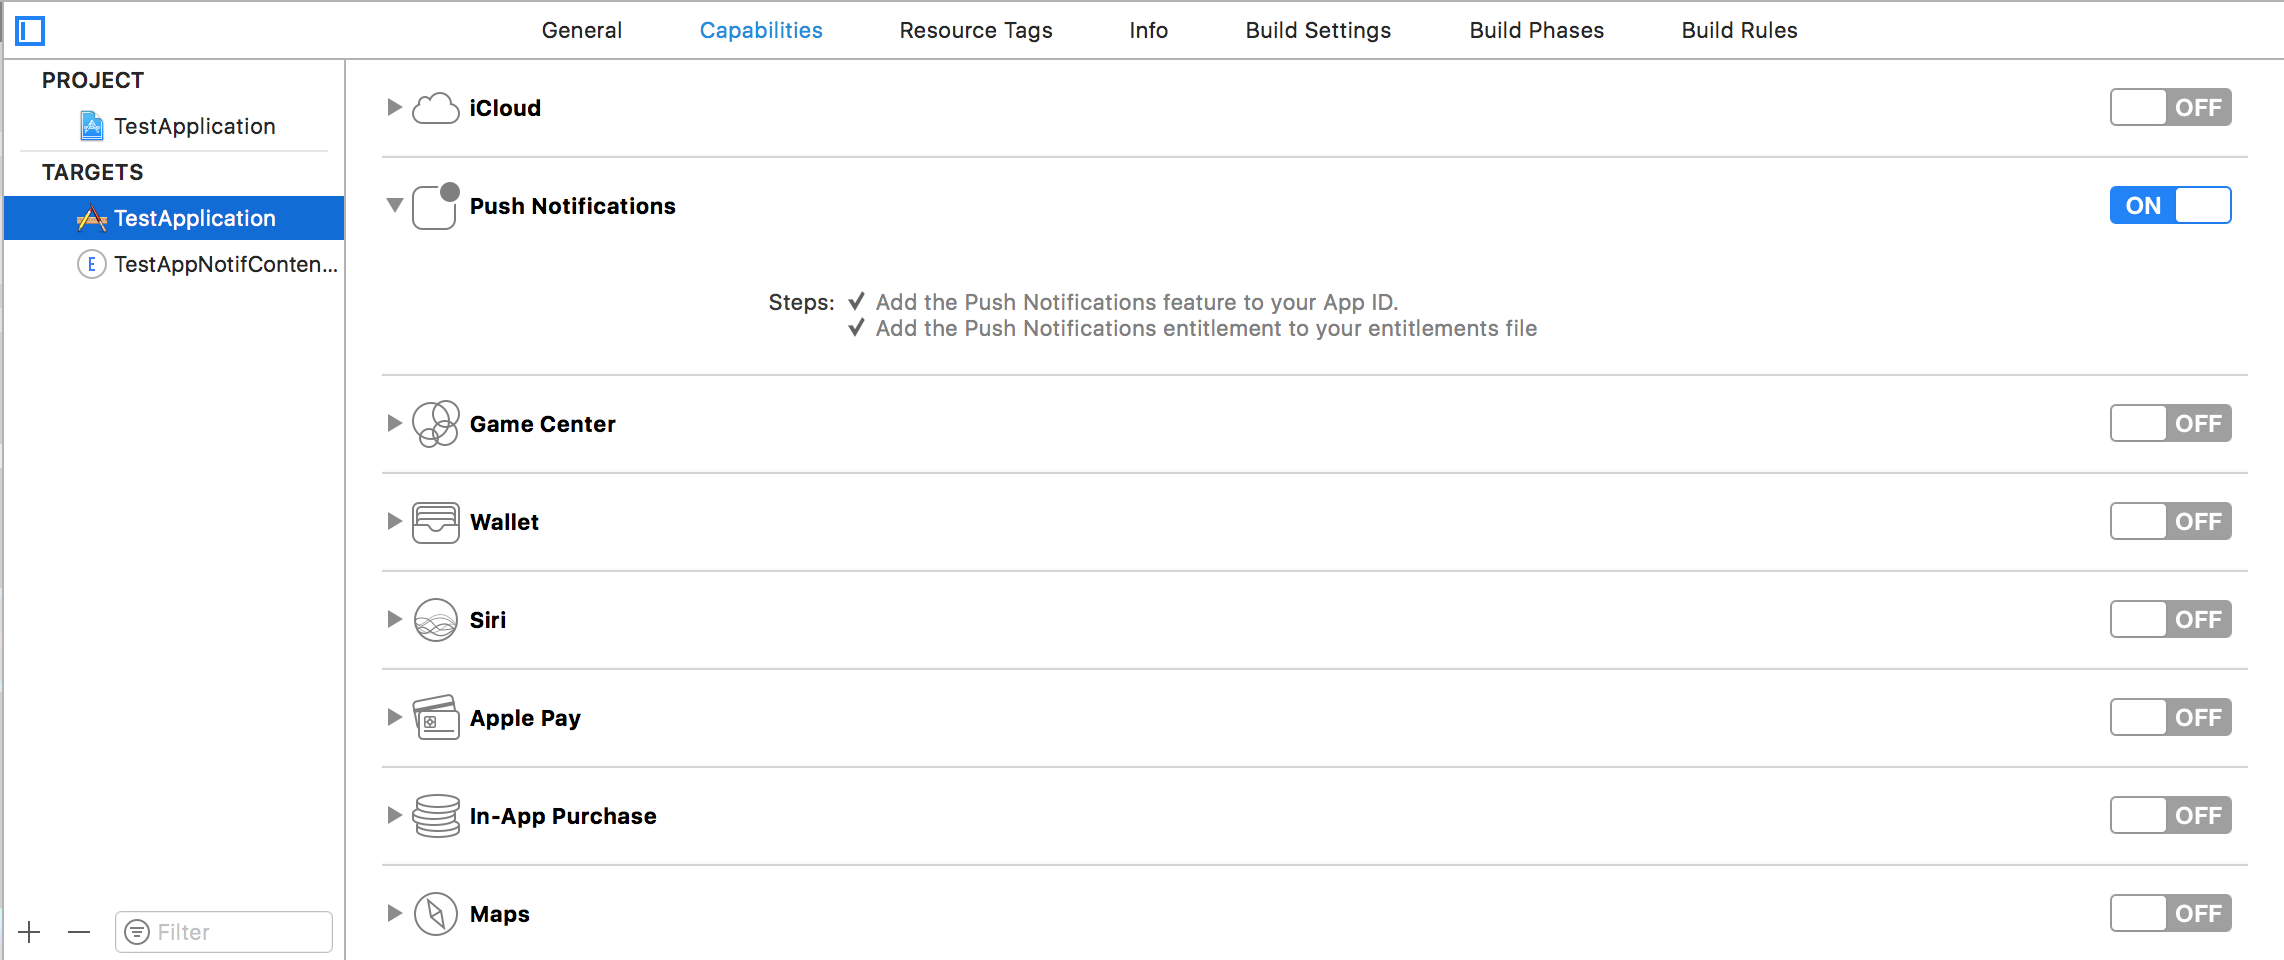 General Capabilities Resource Tags Info Build Settings Build Phases Build Rules
PROJECT
TestApplication
TARGETS
TestApplication
E TestAppNotifConten...
iCloud OFF
Push Notifications ON
Steps: ✓ Add the Push Notifications feature to your App ID.
✓ Add the Push Notifications entitlement to your entitlements file
Game Center OFF
Wallet OFF
Siri OFF
Apple Pay OFF
In-App Purchase OFF
Maps OFF
+ − Filter